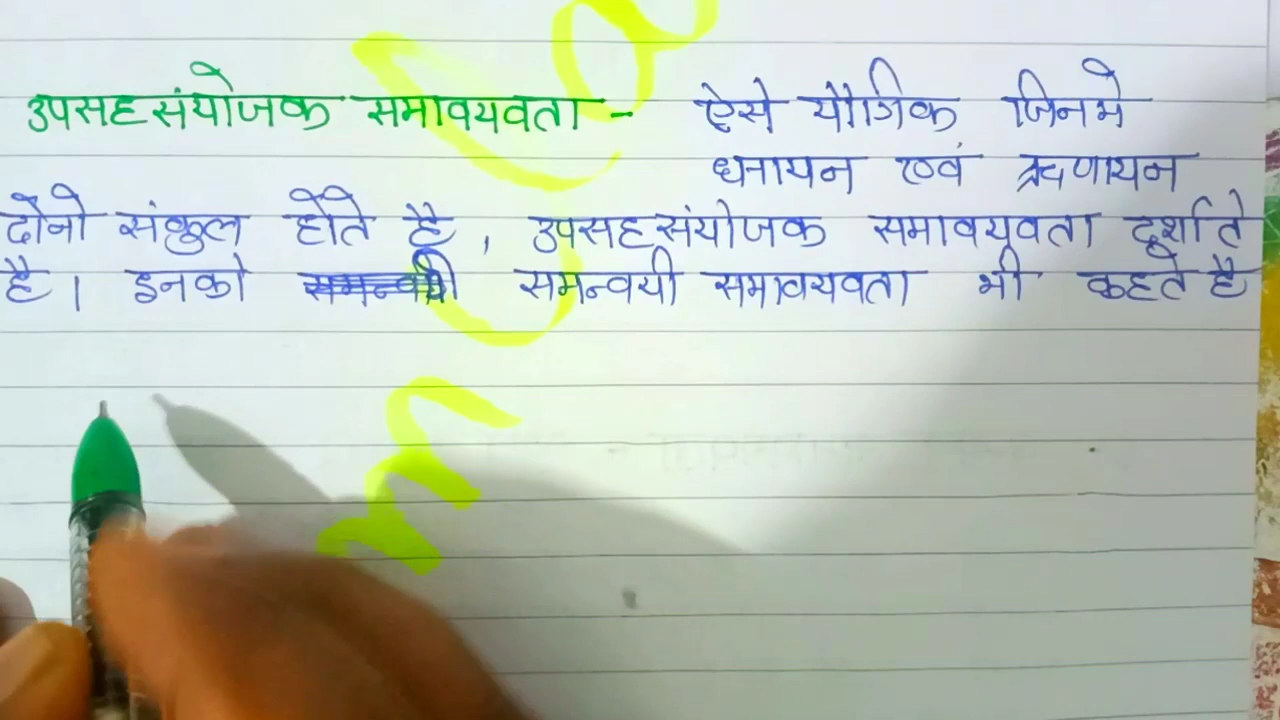 उपसहसंयोजक समावयवता - ऐसे यौगिक जिनमे
धनायन एवं ऋणायन
दोनो संकुल होते है, उपसहसंयोजक समावयवता दर्शाते
है। इनको समन्वयी समावयवता भी कहते है